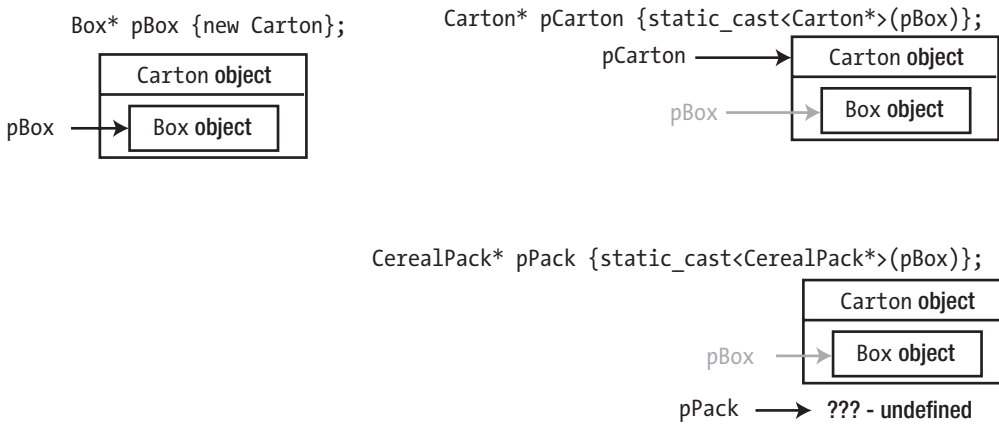 Box* pBox {new Carton};
Carton object
pBox
Box object
Carton* pCarton {static_cast<Carton*>(pBox)};
pCarton
Carton object
pBox
Box object
CerealPack* pPack {static_cast<CerealPack*>(pBox)};
Carton object
pBox
Box object
pPack
??? - undefined